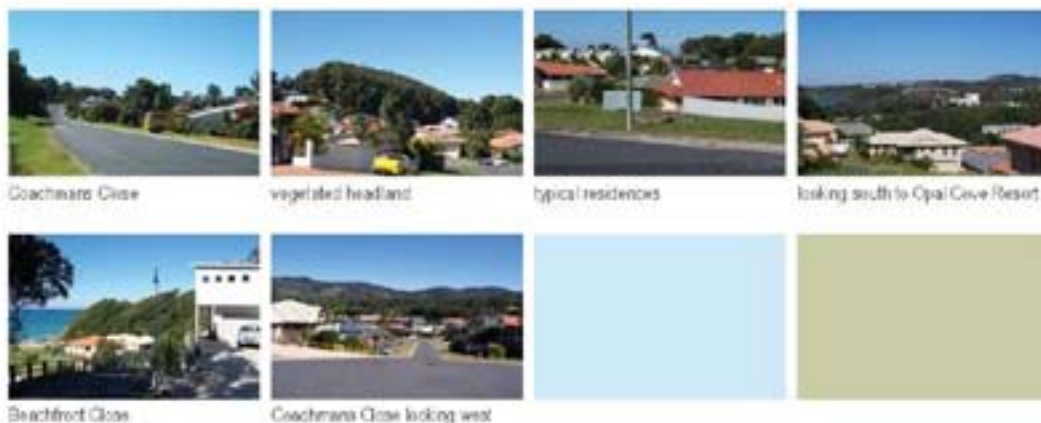 Coachmans Close
vegetated headland
typical residences
looking south to Opal Cove Resort
Beachfront Close
Coachmans Close looking west